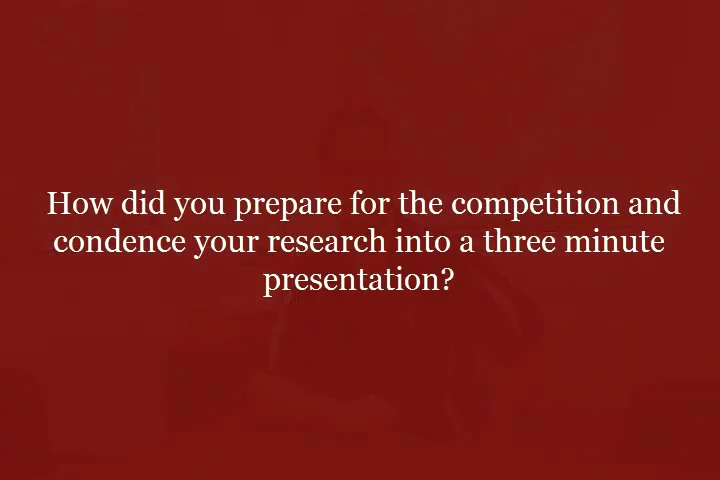 How did you prepare for the competition and
condence your research into a three minute
presentation?